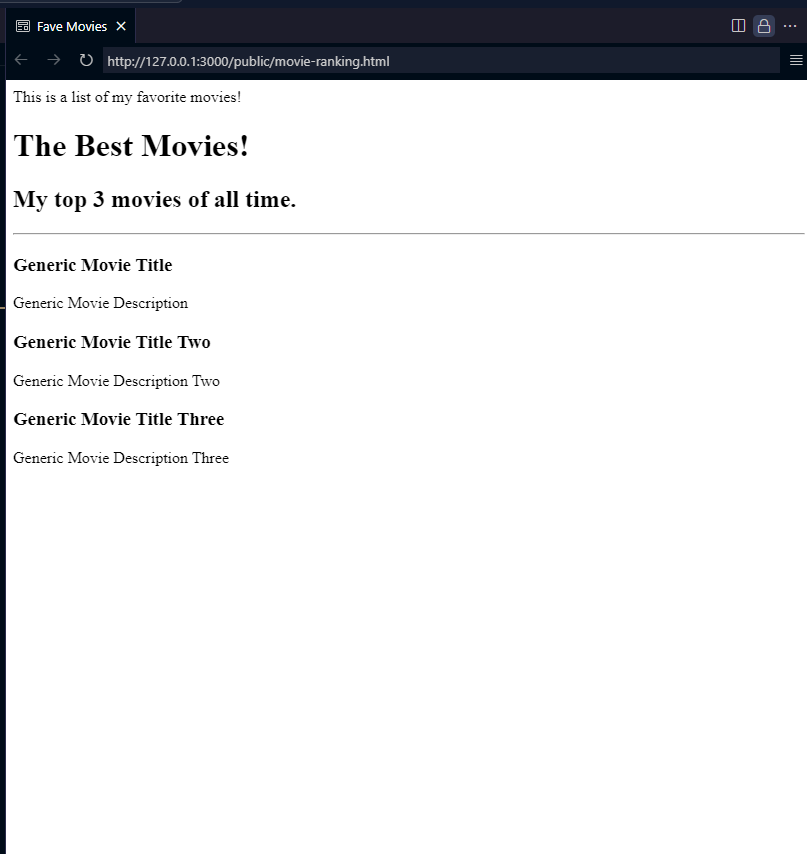 Fave Movies
http://127.0.0.1:3000/public/movie-ranking.html
This is a list of my favorite movies!
The Best Movies!
My top 3 movies of all time.
Generic Movie Title
Generic Movie Description
Generic Movie Title Two
Generic Movie Description Two
Generic Movie Title Three
Generic Movie Description Three